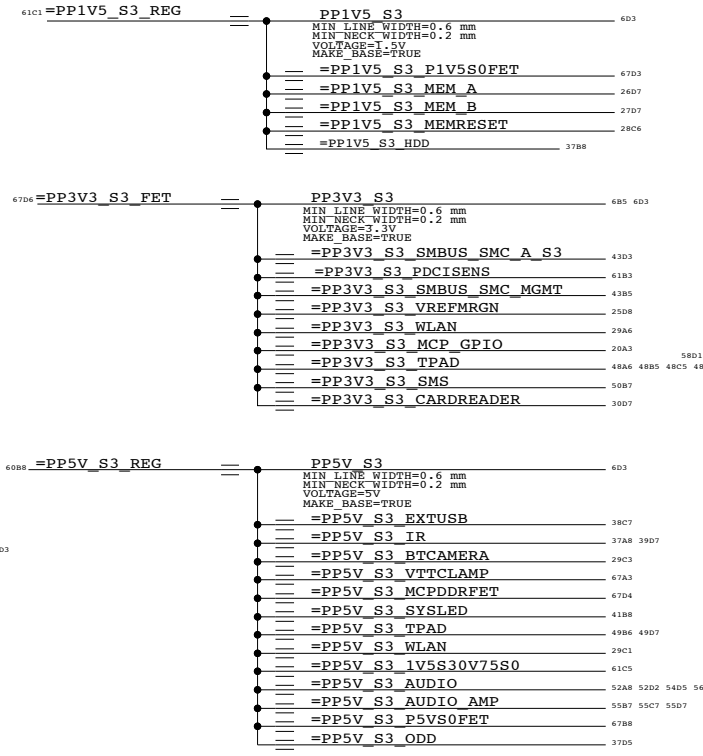 61C1 =PP1V5_S3_REG PP1V5_S3 6D3
MIN_LINE_WIDTH=0.6 mm
MIN_NECK_WIDTH=0.2 mm
VOLTAGE=1.5V
MAKE_BASE=TRUE
=PP1V5_S3_P1V5S0FET 67D3
=PP1V5_S3_MEM_A 26D7
=PP1V5_S3_MEM_B 27D7
=PP1V5_S3_MEMRESET 28C6
=PP1V5_S3_HDD 37B8
67D6 =PP3V3_S3_FET PP3V3_S3 6B5 6D3
MIN_LINE_WIDTH=0.6 mm
MIN_NECK_WIDTH=0.2 mm
VOLTAGE=3.3V
MAKE_BASE=TRUE
=PP3V3_S3_SMBUS_SMC_A_S3 43D3
=PP3V3_S3_PDCISENS 61B3
=PP3V3_S3_SMBUS_SMC_MGMT 43B5
=PP3V3_S3_VREFMRGN 25D8
=PP3V3_S3_WLAN 29A6
=PP3V3_S3_MCP_GPIO 20A3
58D1
=PP3V3_S3_TPAD 48A6 48B5 48C5 48
=PP3V3_S3_SMS 50B7
=PP3V3_S3_CARDREADER 30D7
60B8 =PP5V_S3_REG PP5V_S3 6D3
MIN_LINE_WIDTH=0.6 mm
MIN_NECK_WIDTH=0.2 mm
VOLTAGE=5V
MAKE_BASE=TRUE
=PP5V_S3_EXTUSB 38C7
=PP5V_S3_IR 37A8 39D7
D3
=PP5V_S3_BTCAMERA 29C3
=PP5V_S3_VTTCLAMP 67A3
=PP5V_S3_MCPDDRFET 67D4
=PP5V_S3_SYSLED 41B8
=PP5V_S3_TPAD 49B6 49D7
=PP5V_S3_WLAN 29C1
=PP5V_S3_1V5S30V75S0 61C5
=PP5V_S3_AUDIO 52A8 52D2 54D5 56
=PP5V_S3_AUDIO_AMP 55B7 55C7 55D7
=PP5V_S3_P5VS0FET 67B8
=PP5V_S3_ODD 37D5